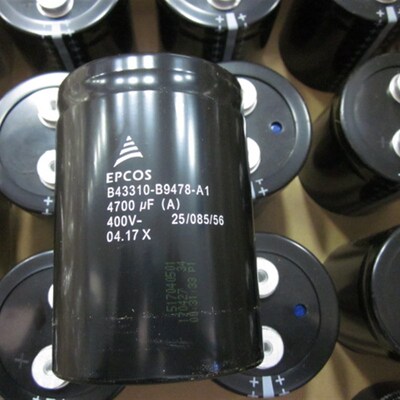 EPCOS
B43310-B9478-A1
4700 µF (A)
400V- 25/085/56
04.17 X